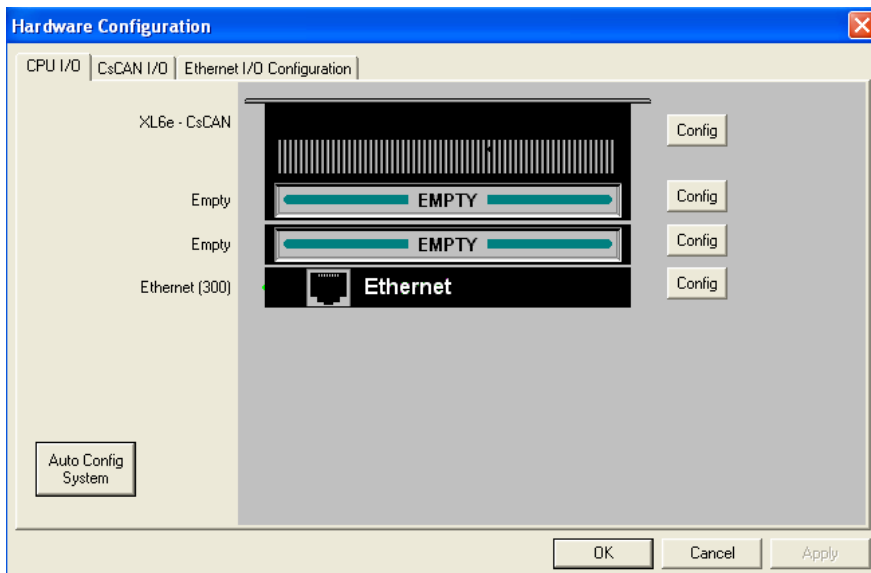 Hardware Configuration
CPU I/O CsCAN I/O Ethernet I/O Configuration
XL6e - CsCAN Config
Empty EMPTY Config
Empty EMPTY Config
Ethernet (300) Ethernet Config
Auto Config
System
OK Cancel Apply